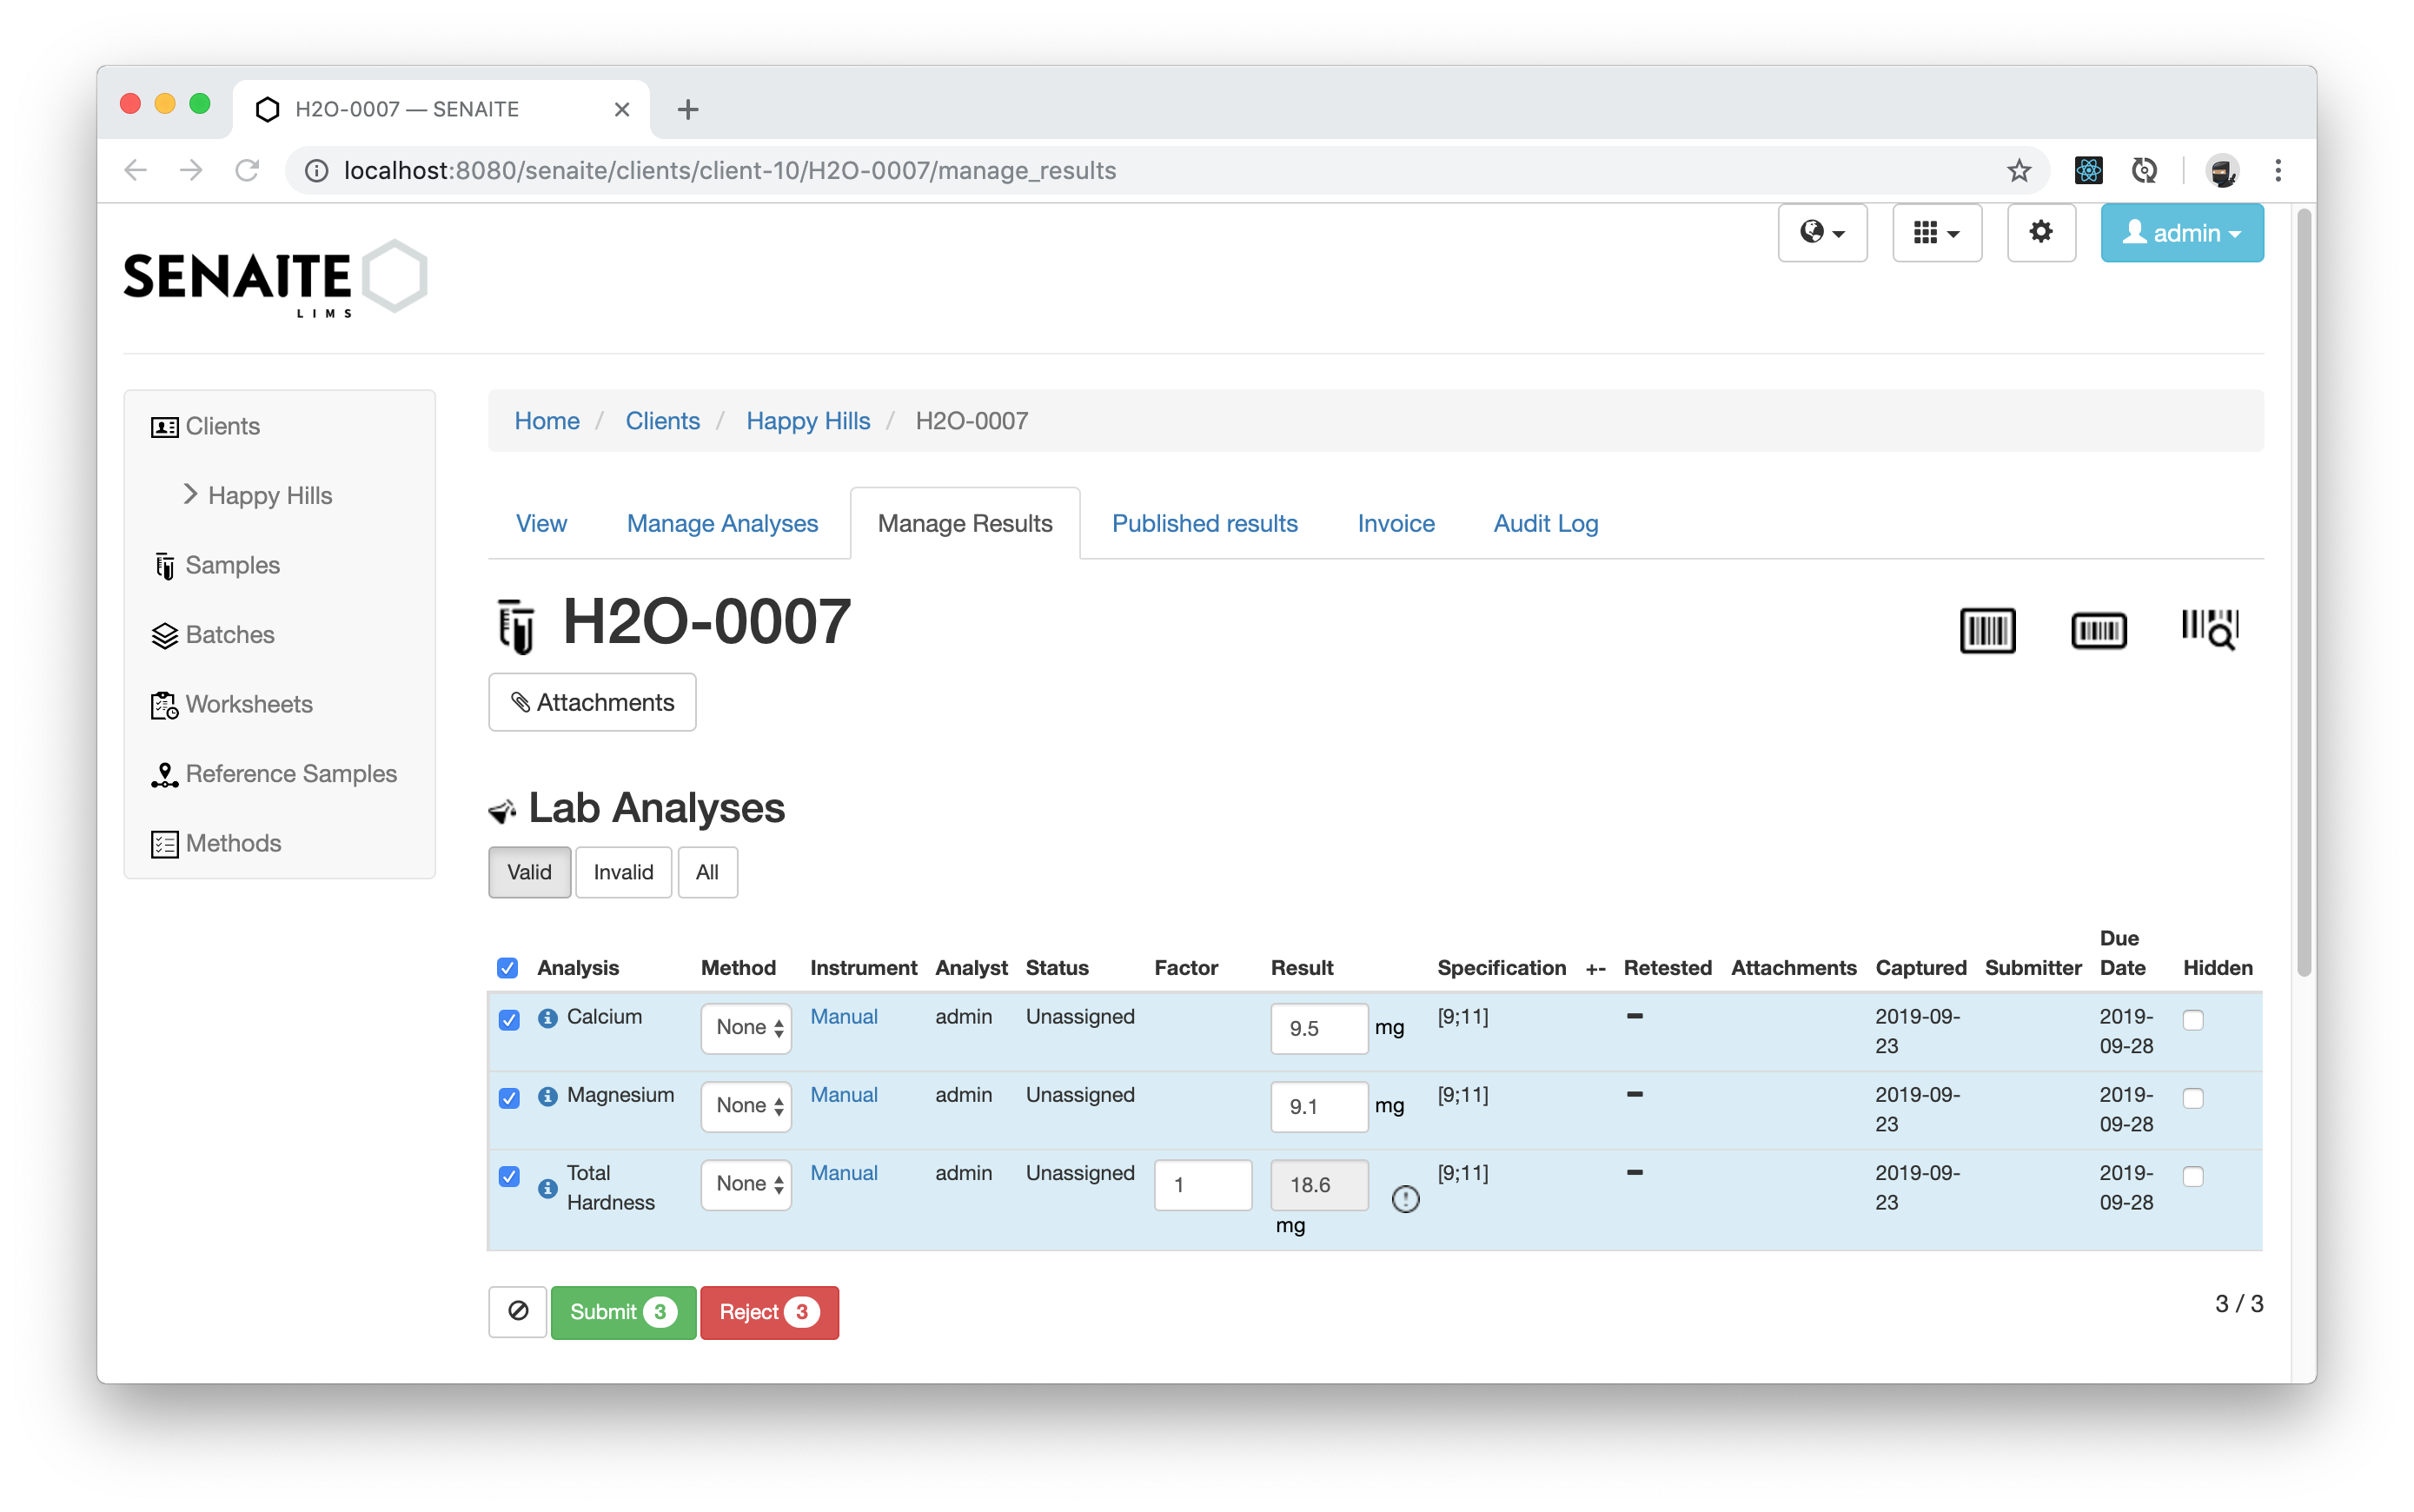 H2O-0007 — SENAITE
localhost:8080/senaite/clients/client-10/H2O-0007/manage_results
admin
SENAITE
LIMS
Clients
Happy Hills
Samples
Batches
Worksheets
Reference Samples
Methods
Home / Clients / Happy Hills / H2O-0007
View Manage Analyses Manage Results Published results Invoice Audit Log
H2O-0007
Attachments
Lab Analyses
Valid Invalid All
Analysis Method Instrument Analyst Status Factor Result Specification +- Retested Attachments Captured Submitter Due Date Hidden
Calcium None Manual admin Unassigned 9.5 mg [9;11] 2019-09-23 2019-09-28
Magnesium None Manual admin Unassigned 9.1 mg [9;11] 2019-09-23 2019-09-28
Total Hardness None Manual admin Unassigned 1 18.6 mg [9;11] 2019-09-23 2019-09-28
Submit 3 Reject 3
3 / 3